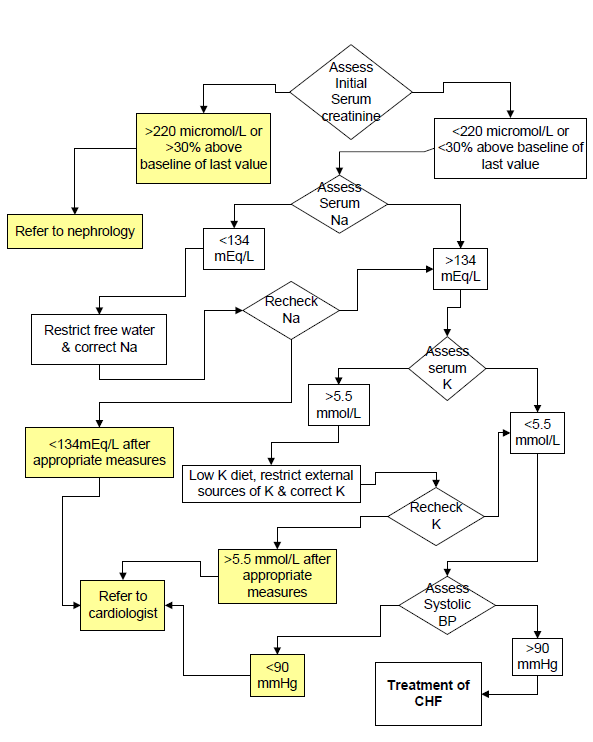 Assess
Initial
Serum
creatinine
>220 micromol/L or
>30% above
baseline of last value
<220 micromol/L or
<30% above baseline of
last value
Refer to nephrology
Assess
Serum
Na
<134
mEq/L
>134
mEq/L
Restrict free water
& correct Na
Recheck
Na
Assess
serum
K
>5.5
mmol/L
<5.5
mmol/L
<134mEq/L after
appropriate measures
Low K diet, restrict external
sources of K & correct K
Recheck
K
>5.5 mmol/L after
appropriate
measures
Refer to
cardiologist
Assess
Systolic
BP
<90
mmHg
>90
mmHg
Treatment of
CHF